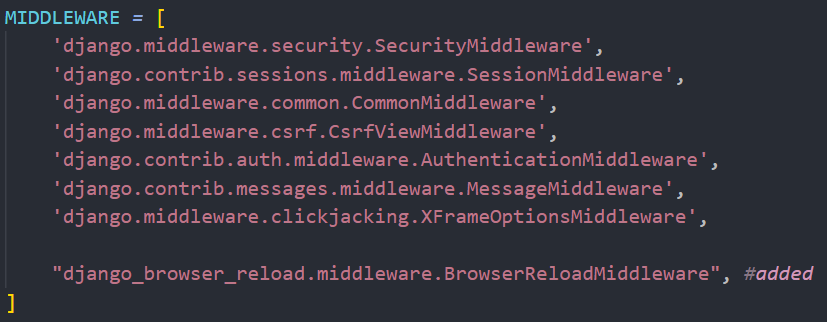 MIDDLEWARE = [
    'django.middleware.security.SecurityMiddleware',
    'django.contrib.sessions.middleware.SessionMiddleware',
    'django.middleware.common.CommonMiddleware',
    'django.middleware.csrf.CsrfViewMiddleware',
    'django.contrib.auth.middleware.AuthenticationMiddleware',
    'django.contrib.messages.middleware.MessageMiddleware',
    'django.middleware.clickjacking.XFrameOptionsMiddleware',
    "django_browser_reload.middleware.BrowserReloadMiddleware", #added
]